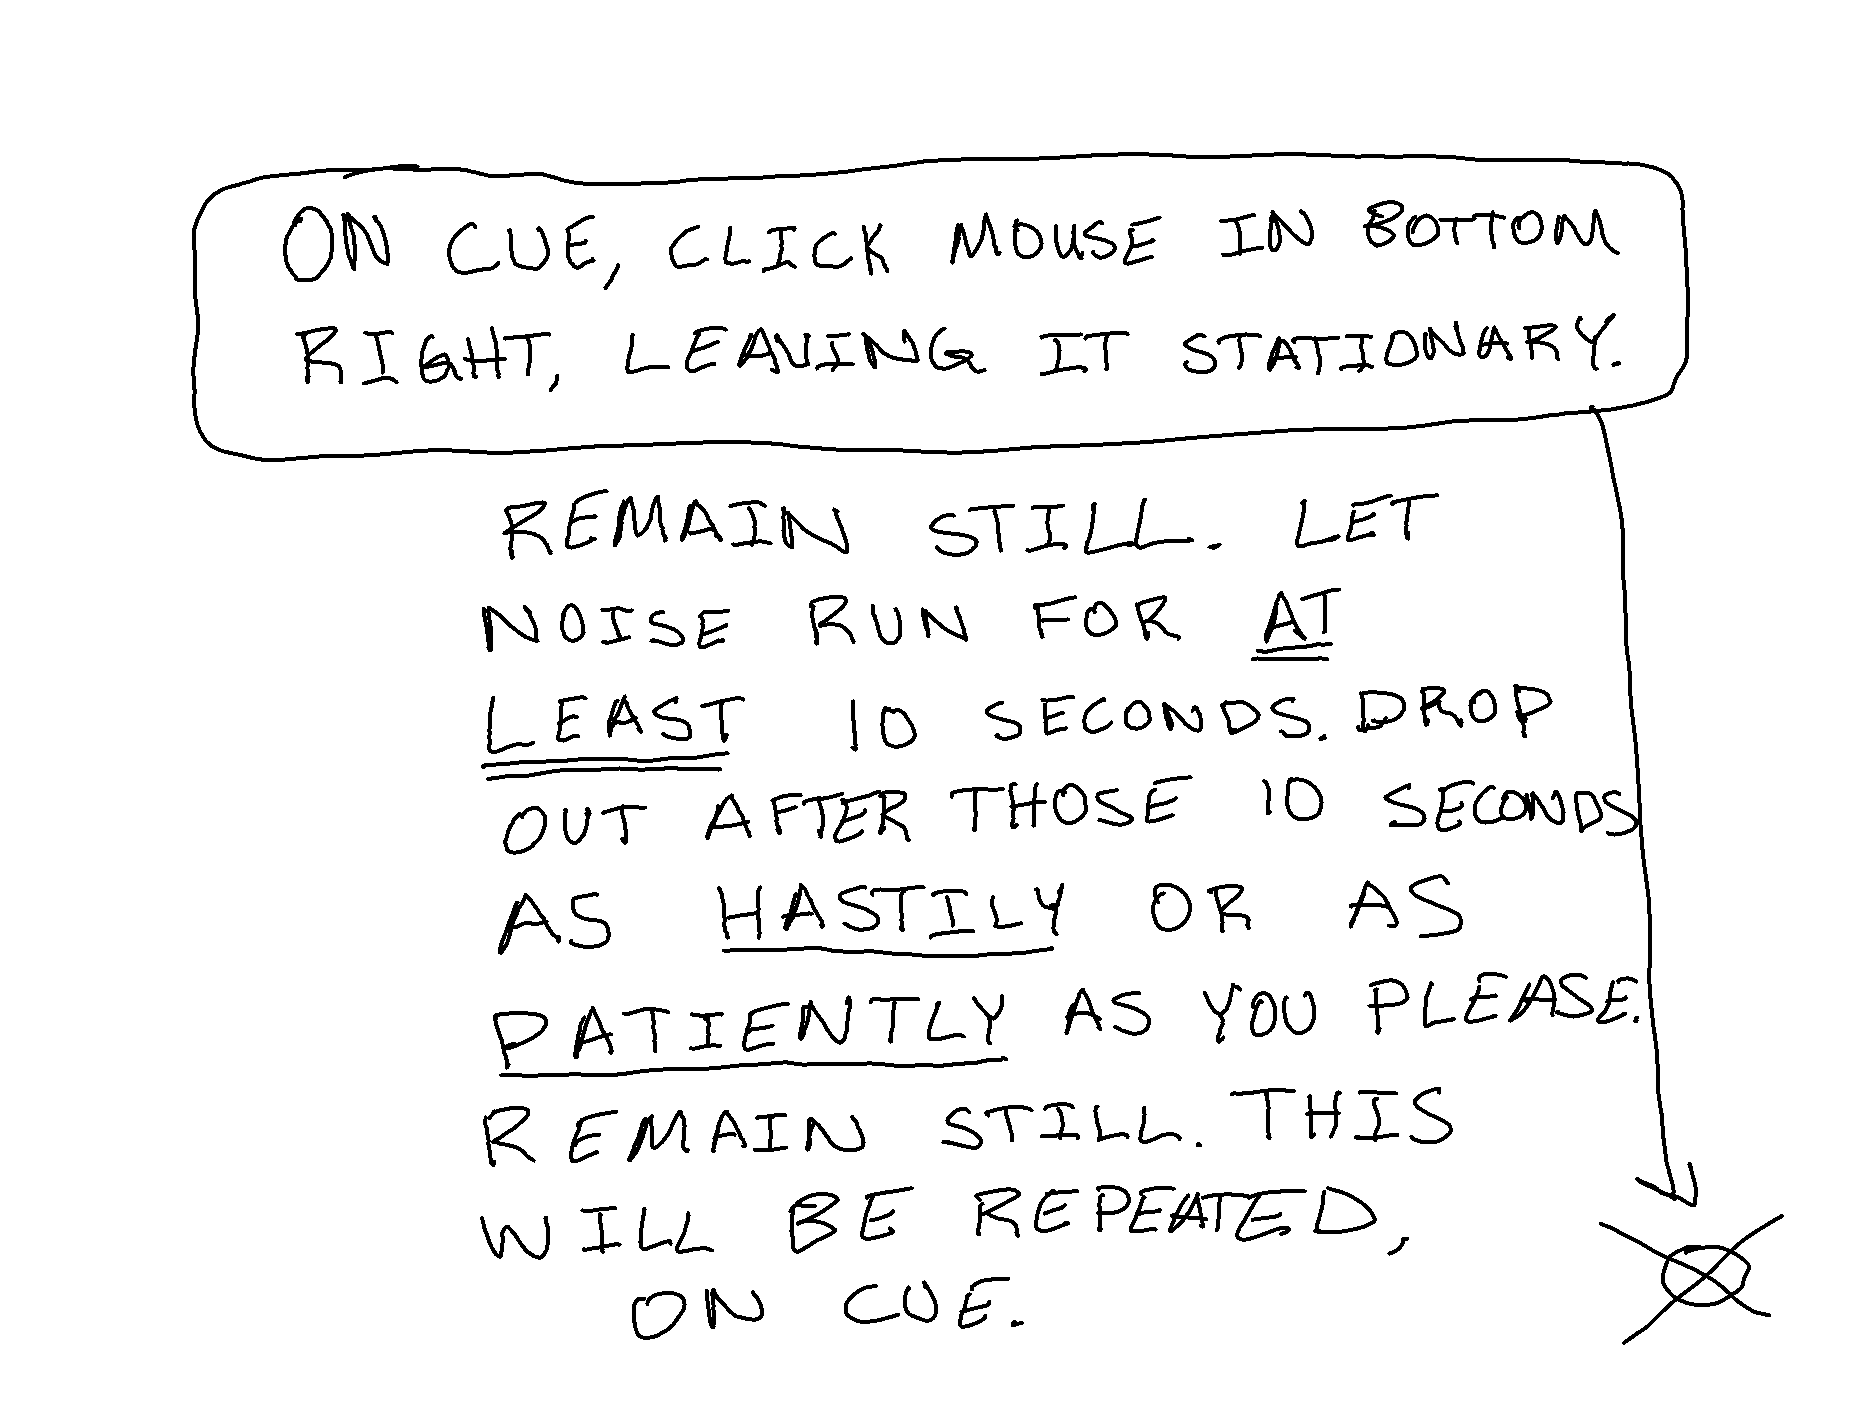 ON CUE, CLICK MOUSE IN BOTTOM
RIGHT, LEAVING IT STATIONARY.
REMAIN STILL. LET
NOISE RUN FOR AT
LEAST 10 SECONDS. DROP
OUT AFTER THOSE 10 SECONDS
AS HASTILY OR AS
PATIENTLY AS YOU PLEASE.
REMAIN STILL. THIS
WILL BE REPEATED,
ON CUE.